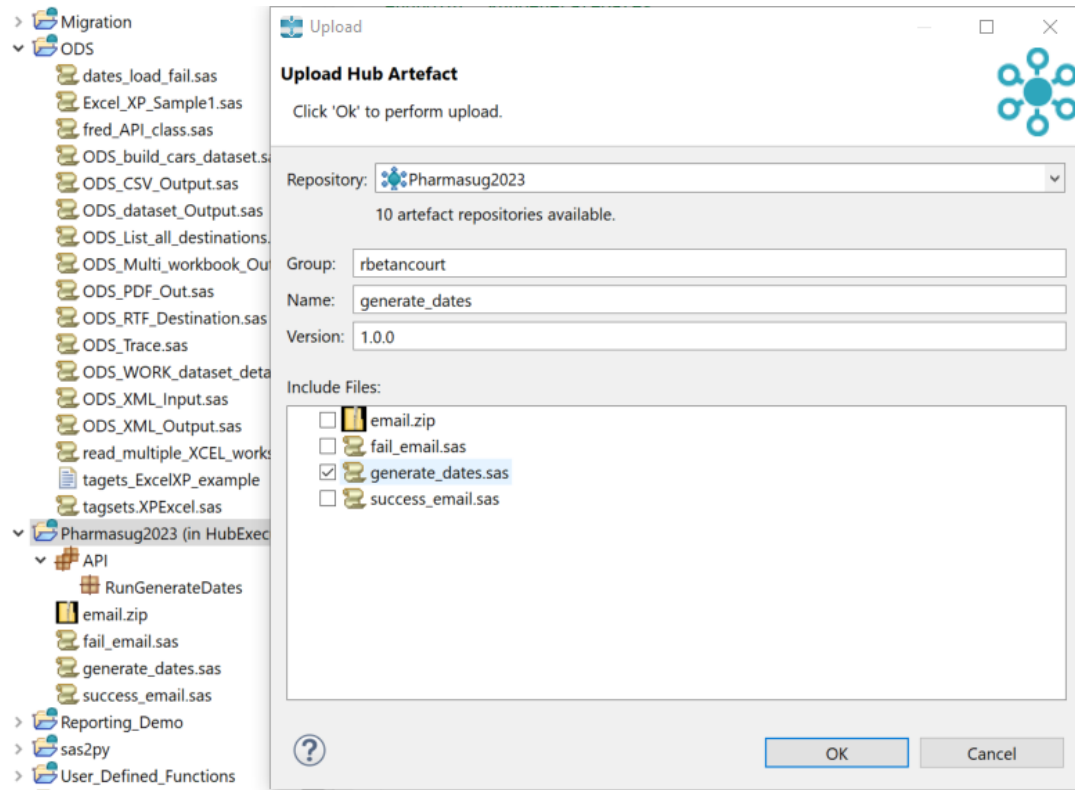 Migration
ODS
dates_load_fail.sas
Excel_XP_Sample1.sas
fred_API_class.sas
ODS_build_cars_dataset.sa
ODS_CSV_Output.sas
ODS_dataset_Output.sas
ODS_List_all_destinations.
ODS_Multi_workbook_Ou
ODS_PDF_Out.sas
ODS_RTF_Destination.sas
ODS_Trace.sas
ODS_WORK_dataset_deta
ODS_XML_Input.sas
ODS_XML_Output.sas
read_multiple_XCEL_works
tagets_ExcelXP_example
tagsets.XPExcel.sas
Pharmasug2023 (in HubExec
API
RunGenerateDates
email.zip
fail_email.sas
generate_dates.sas
success_email.sas
Reporting_Demo
sas2py
User_Defined_Functions
Upload
Upload Hub Artefact
Click 'Ok' to perform upload.
Repository: Pharmasug2023
10 artefact repositories available.
Group: rbetancourt
Name: generate_dates
Version: 1.0.0
Include Files:
email.zip
fail_email.sas
generate_dates.sas
success_email.sas
?
OK Cancel